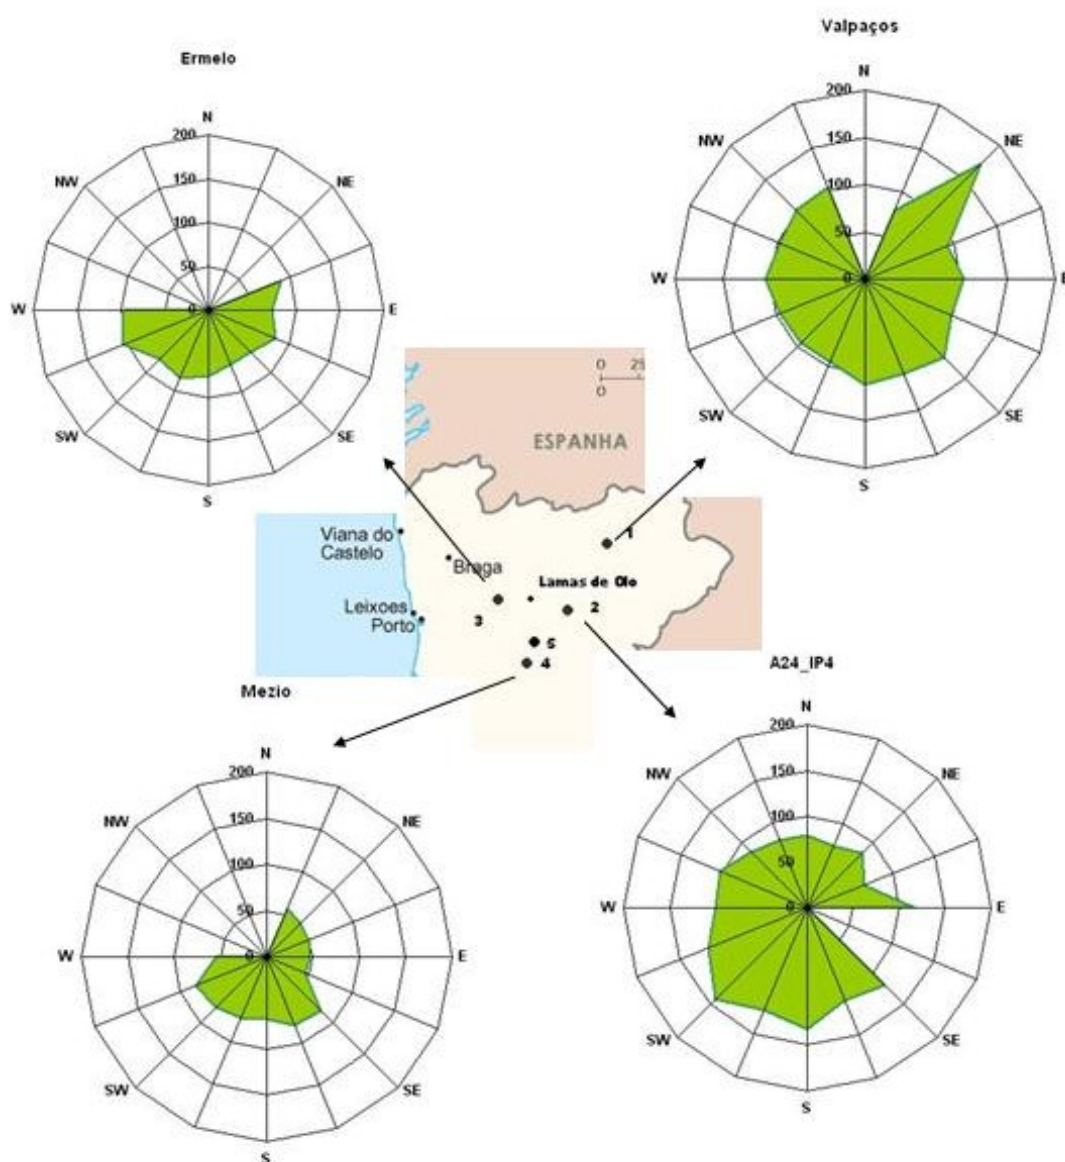 Ermelo
N
200
NW
NE
150
100
50
W
0
E
SW
SE
S
Valpaços
N
200
NW
NE
150
100
50
W
0
E
SW
SE
S
0 25
0
ESPANHA
Viana do
Castelo
Braga
1
Lamas de Olo
Leixoes
Porto
3
2
5
4
Mezio
N
200
NW
NE
150
100
50
W
0
E
SW
SE
S
A24_IP4
N
200
NW
NE
150
100
50
W
0
E
SW
SE
S